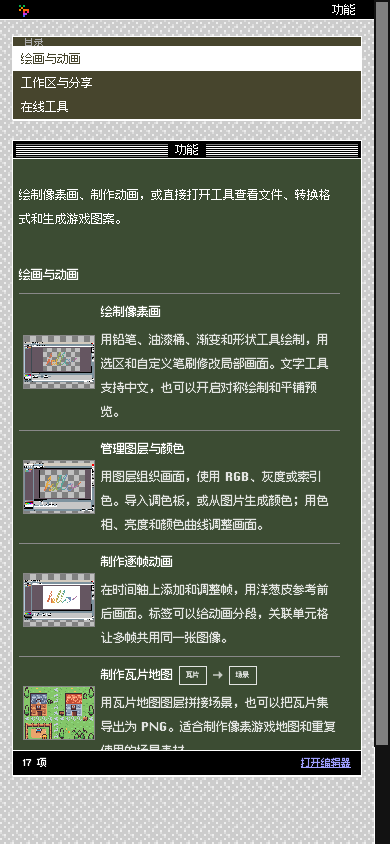 功能
目录
绘画与动画
工作区与分享
在线工具
功能
绘制像素画、制作动画，或直接打开工具查看文件、转换格
式和生成游戏图案。
绘画与动画
绘制像素画
用铅笔、油漆桶、渐变和形状工具绘制，用
选区和自定义笔刷修改局部画面。文字工具
支持中文，也可以开启对称绘制和平铺预
览。
管理图层与颜色
用图层组织画面，使用 RGB、灰度或索引
色。导入调色板，或从图片生成颜色；用色
相、亮度和颜色曲线调整画面。
制作逐帧动画
在时间轴上添加和调整帧，用洋葱皮参考前
后画面。标签可以给动画分段，关联单元格
让多帧共用同一张图像。
制作瓦片地图 瓦片 → 场景
用瓦片地图图层拼接场景，也可以把瓦片集
导出为 PNG。适合制作像素游戏地图和重复
使用的场景素材
17 项
打开编辑器